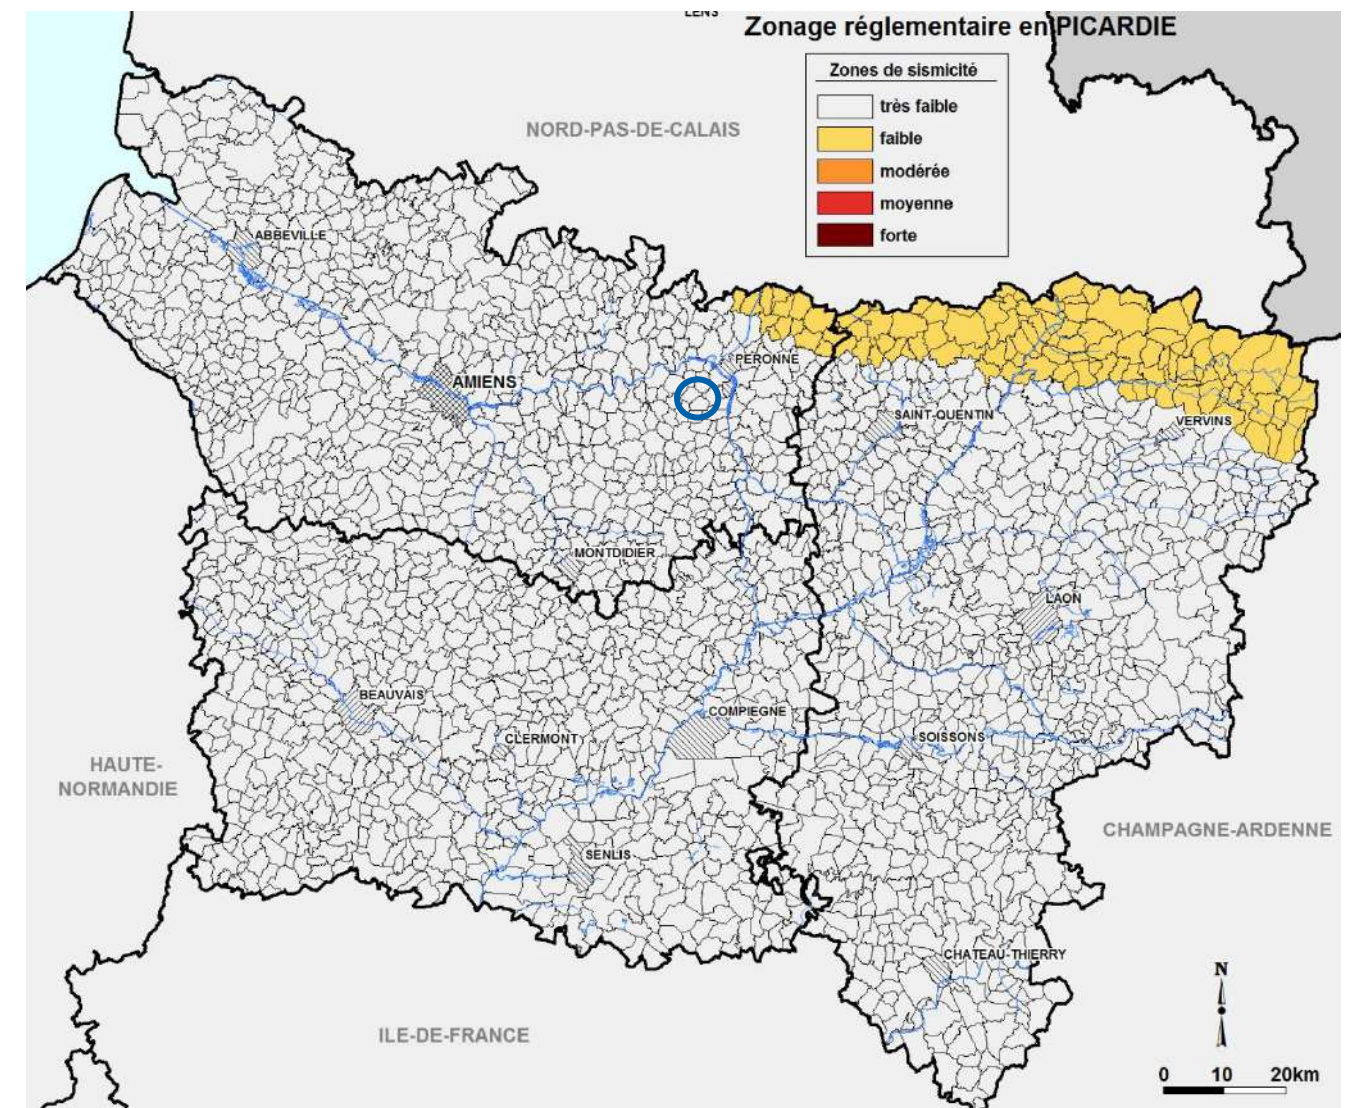 LENS
Zonage réglementaire en PICARDIE
Zones de sismicité
très faible
faible
modérée
moyenne
forte
NORD-PAS-DE-CALAIS
ABBEVILLE
PERONNE
AMIENS
SAINT-QUENTIN
VERVINS
MONTDIDIER
LAON
BEAUVAIS
COMPIEGNE
CLERMONT
SOISSONS
HAUTE-
NORMANDIE
CHAMPAGNE-ARDENNE
SENLIS
CHATEAU-THIERRY
N
ILE-DE-FRANCE
0 10 20km